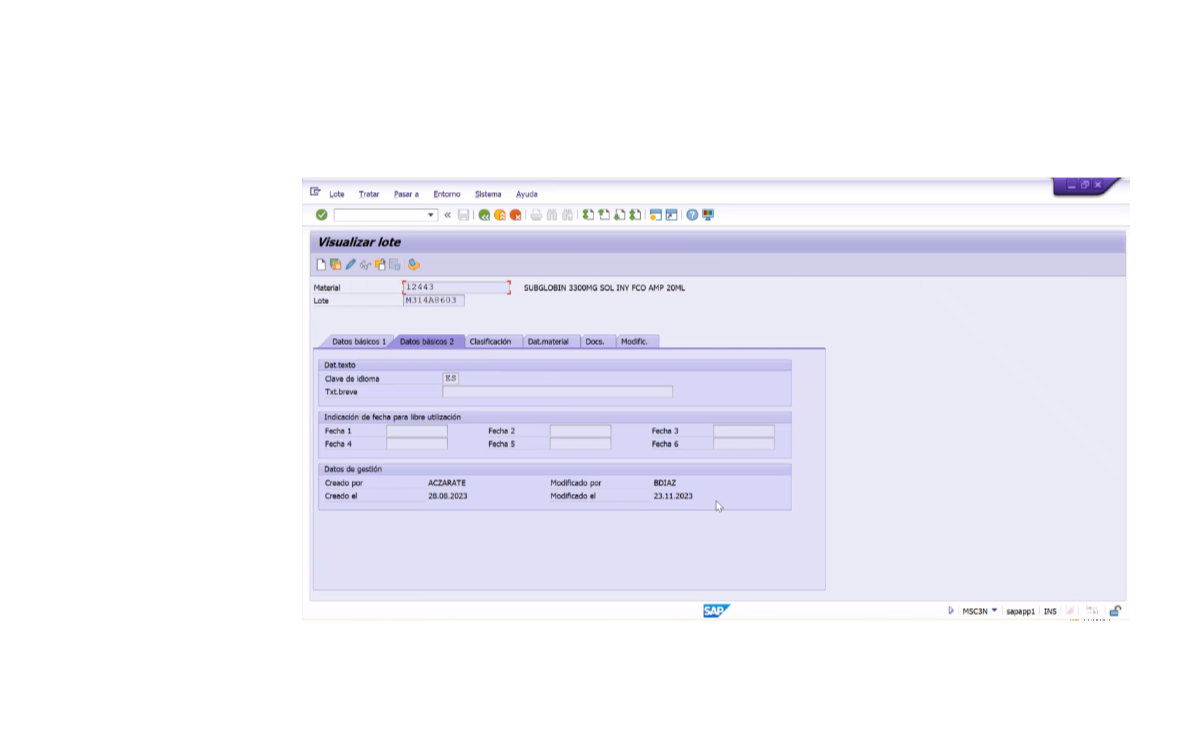 Lote Tratar Pasar a Entorno Sistema Ayuda
Visualizar lote
Material 12443 SUBGLOBIN 3300MG SOL INY FCO AMP 20ML
Lote M314A8603
Datos básicos 1 Datos básicos 2 Clasificación Dat.material Docs. Modific.
Dat.texto
Clave de idioma ES
Txt.breve
Indicación de fecha para libre utilización
Fecha 1 Fecha 2 Fecha 3
Fecha 4 Fecha 5 Fecha 6
Datos de gestión
Creado por ACZARATE Modificado por BDIAZ
Creado el 28.08.2023 Modificado el 23.11.2023
SAP MSC3N sapapp1 INS